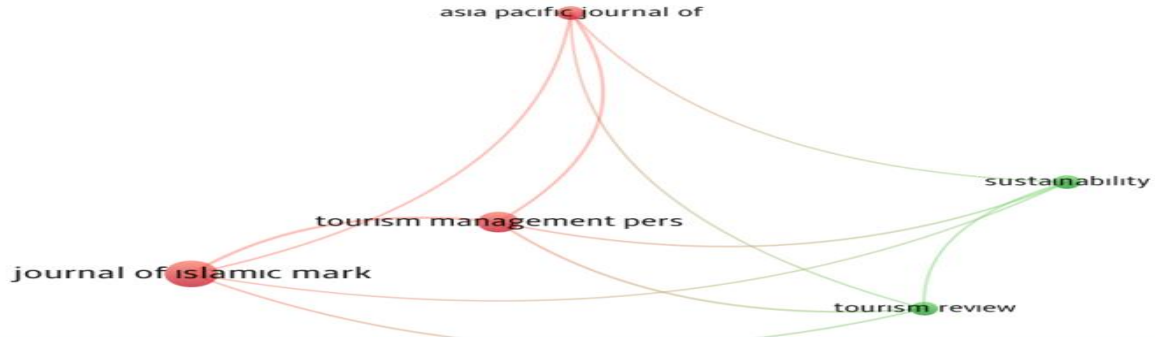 asia pacific journal of
sustainability
tourism management pers
journal of islamic mark
tourism review